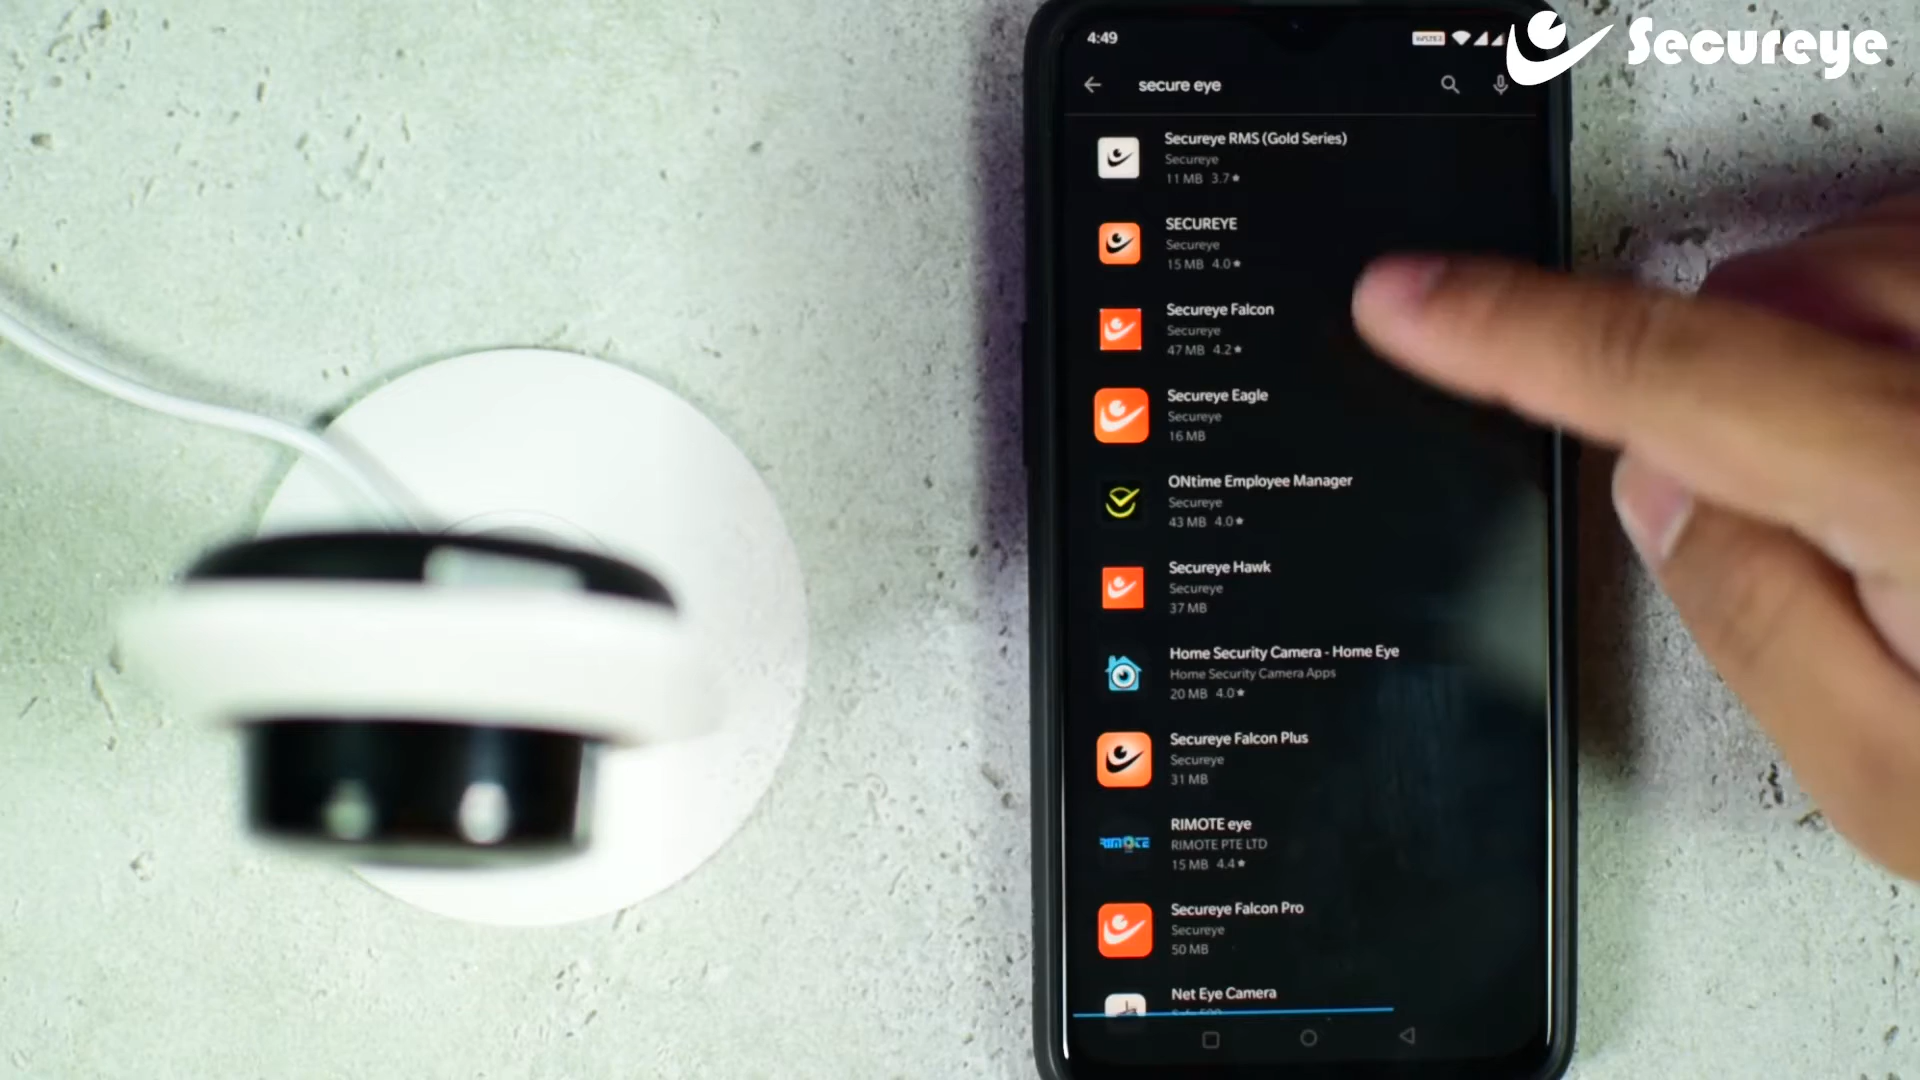 4:49
Secureye
secure eye
Secureye RMS (Gold Series)
Secureye
11 MB 3.7★
SECUREYE
Secureye
15 MB 4.0★
Secureye Falcon
Secureye
47 MB 4.2★
Secureye Eagle
Secureye
16 MB
ONtime Employee Manager
Secureye
43 MB 4.0★
Secureye Hawk
Secureye
37 MB
Home Security Camera - Home Eye
Home Security Camera Apps
20 MB 4.0★
Secureye Falcon Plus
Secureye
31 MB
RIMOTE
RIMOTE eye
RIMOTE PTE LTD
15 MB 4.4★
Secureye Falcon Pro
Secureye
50 MB
Net Eye Camera